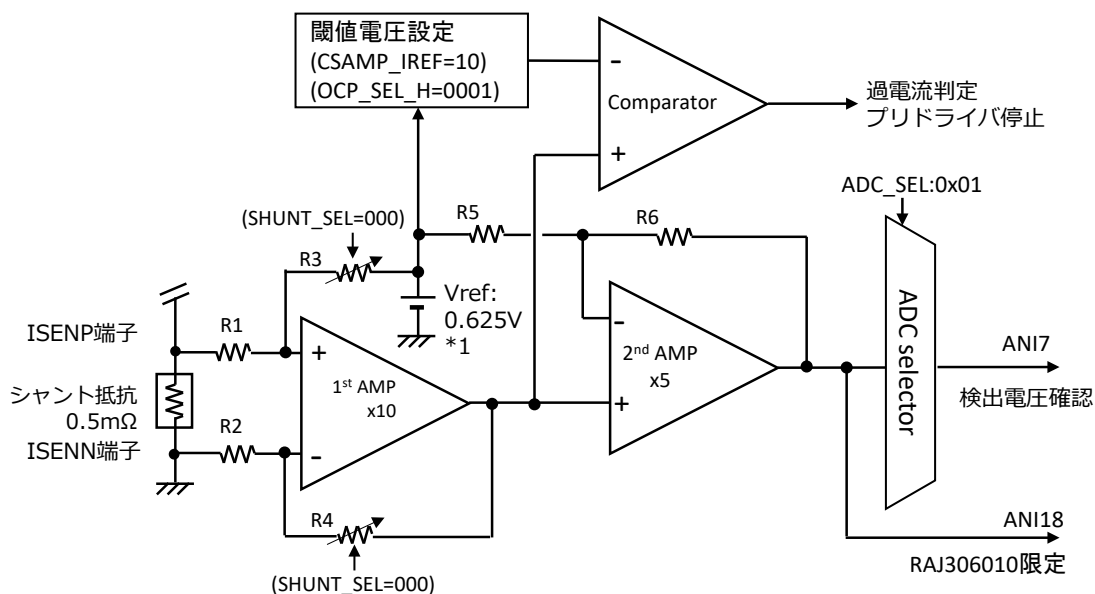 閾値電圧設定
(CSAMP_IREF=10)
(OCP_SEL_H=0001)
-
Comparator
+
過電流判定
プリドライバ停止
ADC_SEL:0x01
(SHUNT_SEL=000)
R5
R6
R3
Vref:
0.625V
*1
ISENP端子
R1
+
1st AMP
x10
-
2nd AMP
x5
+
ADC selector
ANI7
検出電圧確認
シャント抵抗
0.5mΩ
ISENN端子
R2
-
R4
(SHUNT_SEL=000)
ANI18
RAJ306010限定